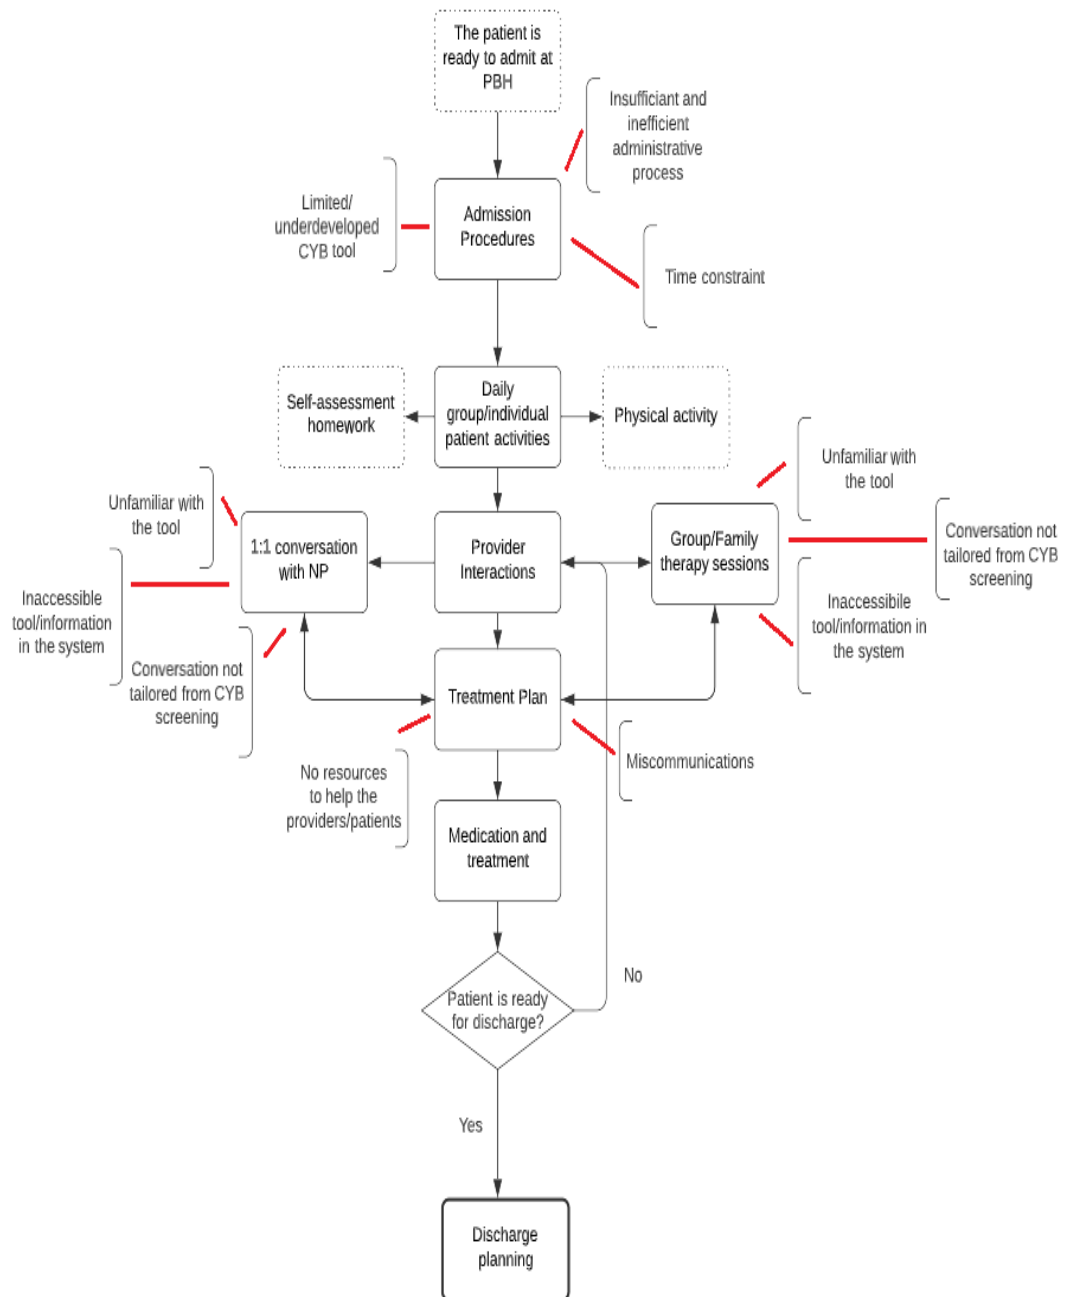 The patient is
ready to admit at
PBH
Insufficiant and
inefficient
administrative
process
Limited/
underdeveloped
CYB tool
Admission
Procedures
Time constraint
Self-assessment
homework
Daily
group/individual
patient activities
Physical activity
Unfamiliar with
the tool
Unfamiliar with
the tool
1:1 conversation
with NP
Provider
Interactions
Group/Family
therapy sessions
Conversation not
tailored from CYB
screening
Inaccessible
tool/information
in the system
Inaccessibile
tool/information in
the system
Conversation not
tailored from CYB
screening
Treatment Plan
No resources
to help the
providers/patients
Miscommunications
Medication and
treatment
Patient is ready
for discharge?
No
Yes
Discharge
planning